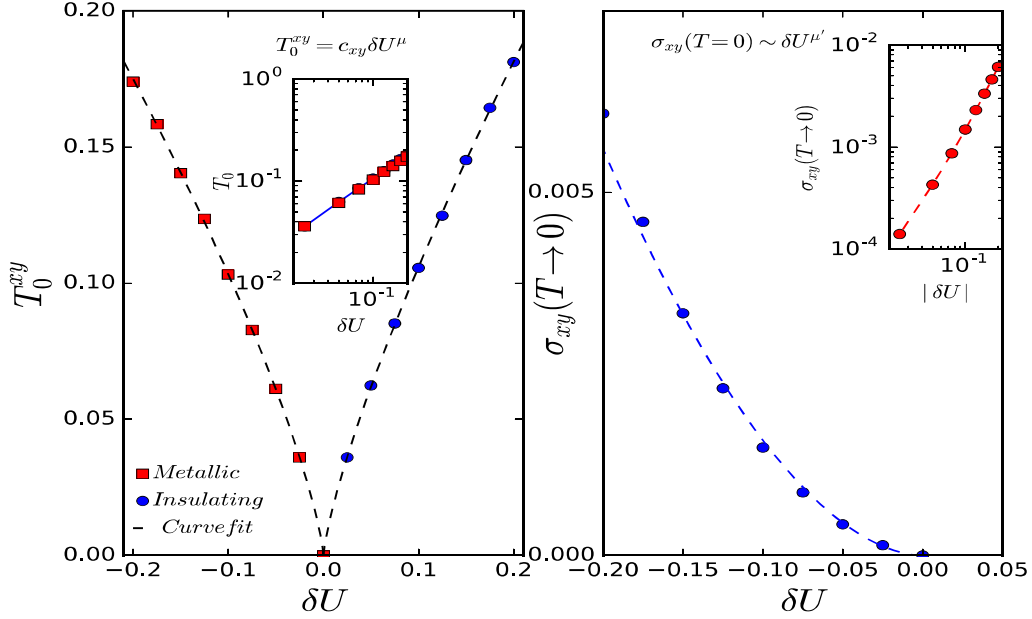 T_0^{xy} = c_{xy}δU^μ
T_0^{xy}
0.20
0.15
0.10
0.05
0.00
−0.2
−0.1
0.0
0.1
0.2
δU
Metallic
Insulating
Curvefit
T_0
10^0
10^{-1}
10^{-2}
10^{-1}
δU
σ_{xy}(T=0) ∼ δU^{μ'}
σ_{xy}(T→0)
0.005
0.000
−0.20
−0.15
−0.10
−0.05
0.00
0.05
δU
σ_{xy}(T→0)
10^{-2}
10^{-3}
10^{-4}
10^{-1}
| δU |